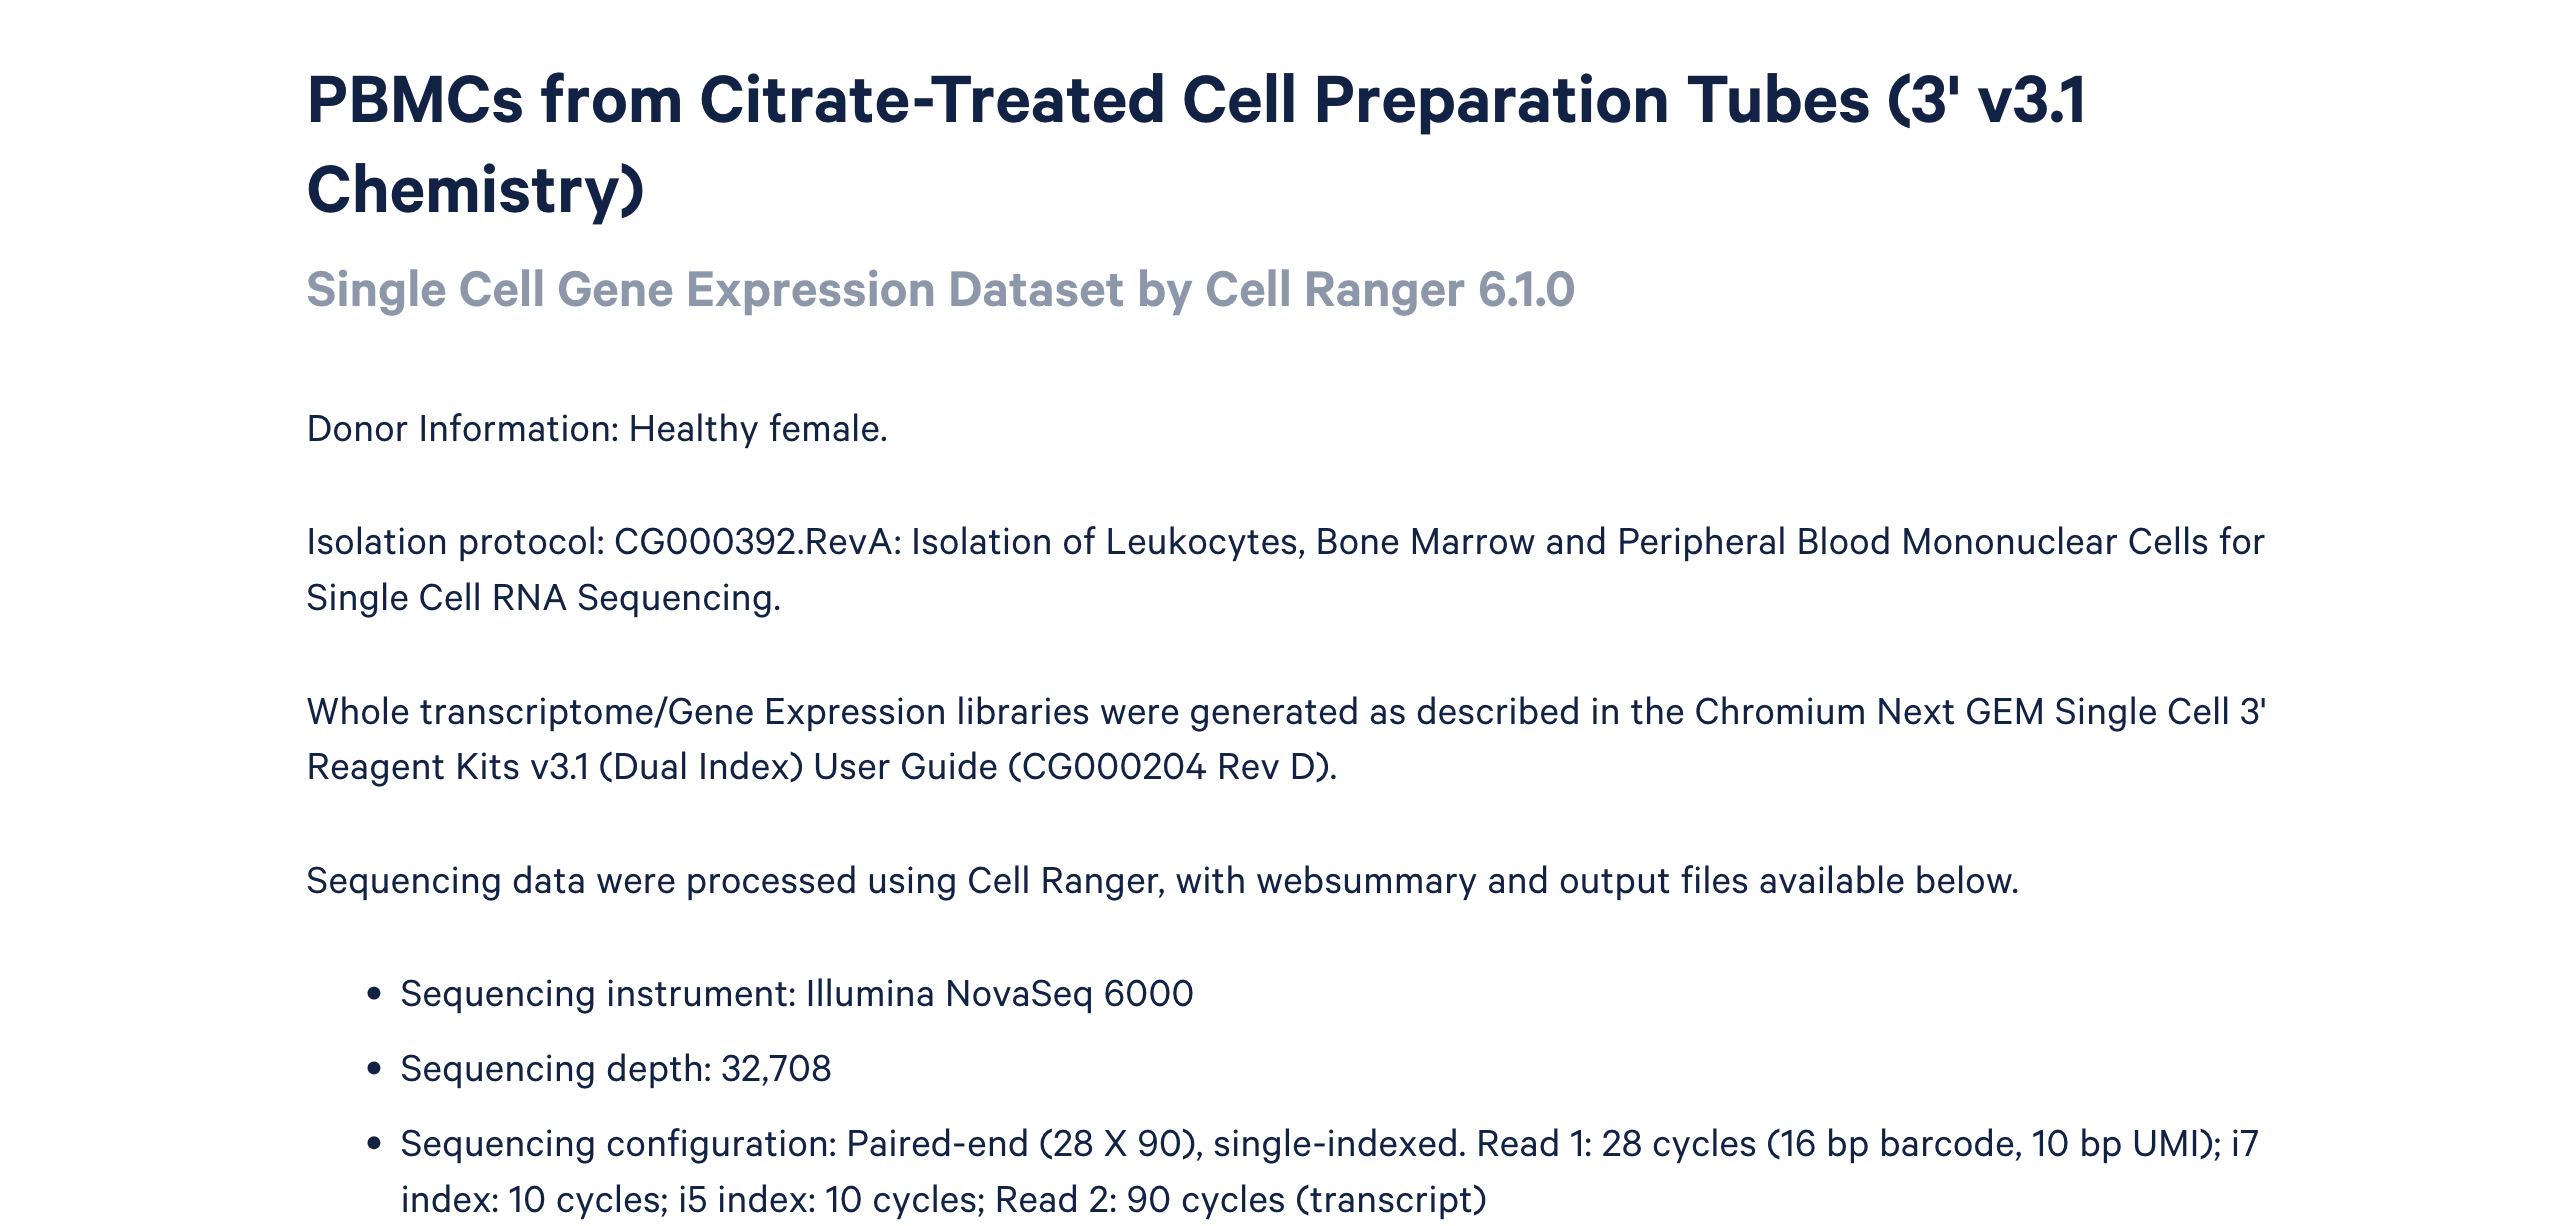 PBMCs from Citrate-Treated Cell Preparation Tubes (3' v3.1
Chemistry)
Single Cell Gene Expression Dataset by Cell Ranger 6.1.0
Donor Information: Healthy female.
Isolation protocol: CG000392.RevA: Isolation of Leukocytes, Bone Marrow and Peripheral Blood Mononuclear Cells for
Single Cell RNA Sequencing.
Whole transcriptome/Gene Expression libraries were generated as described in the Chromium Next GEM Single Cell 3'
Reagent Kits v3.1 (Dual Index) User Guide (CG000204 Rev D).
Sequencing data were processed using Cell Ranger, with websummary and output files available below.
• Sequencing instrument: Illumina NovaSeq 6000
• Sequencing depth: 32,708
• Sequencing configuration: Paired-end (28 X 90), single-indexed. Read 1: 28 cycles (16 bp barcode, 10 bp UMI); i7
index: 10 cycles; i5 index: 10 cycles; Read 2: 90 cycles (transcript)